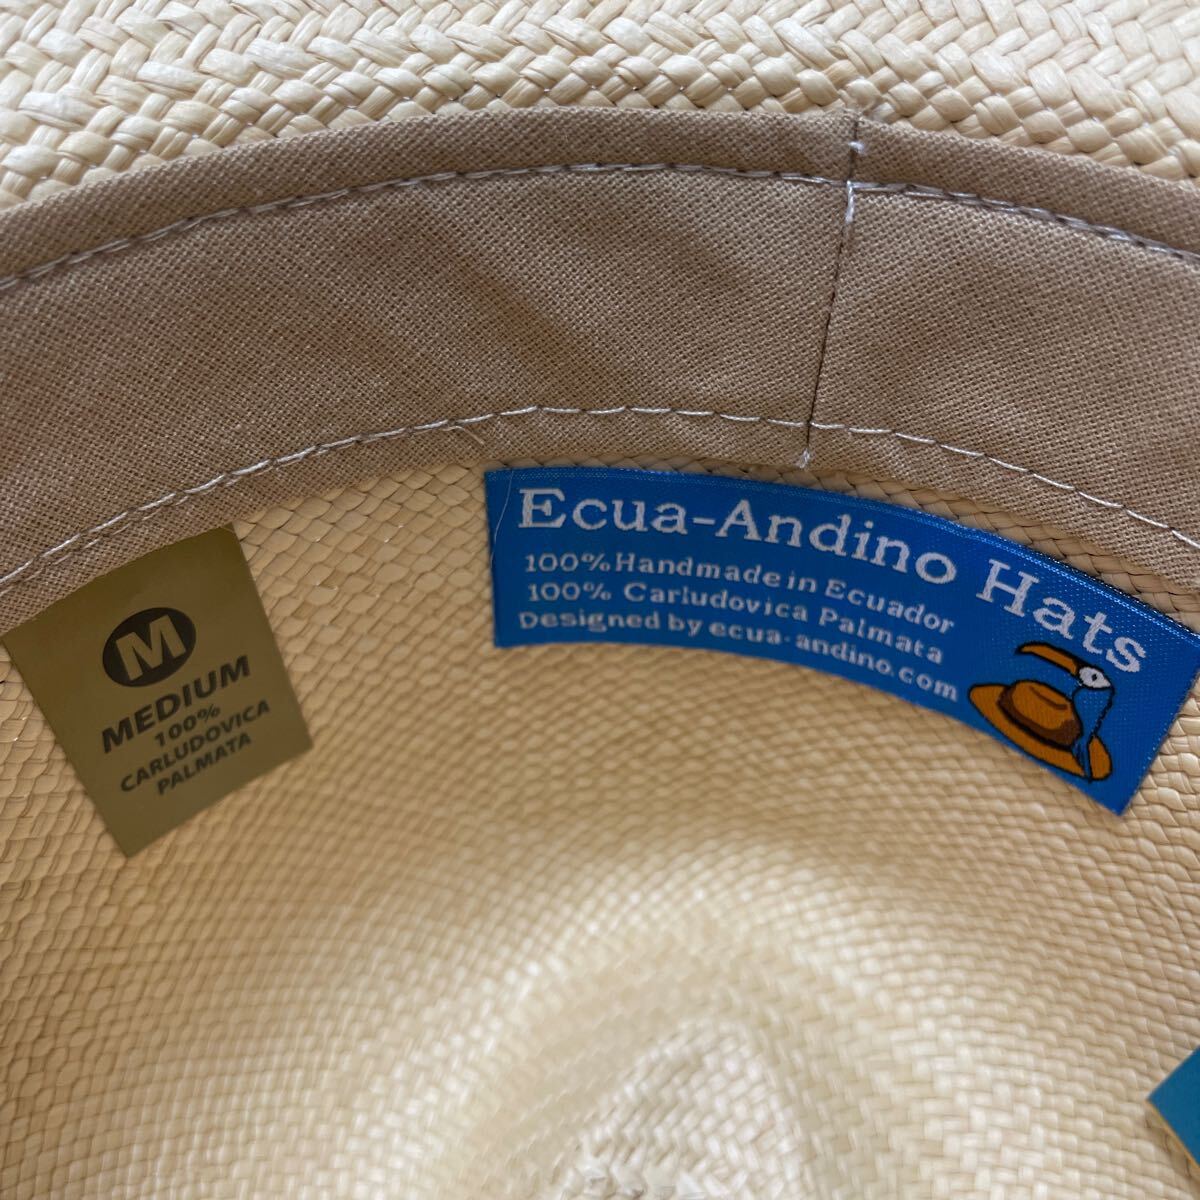 Ecua-Andino Hats
100% Handmade in Ecuador
100% Carludovica Palmata
Designed by ecua-andino.com
M
MEDIUM
100%
CARLUDOVICA
PALMATA